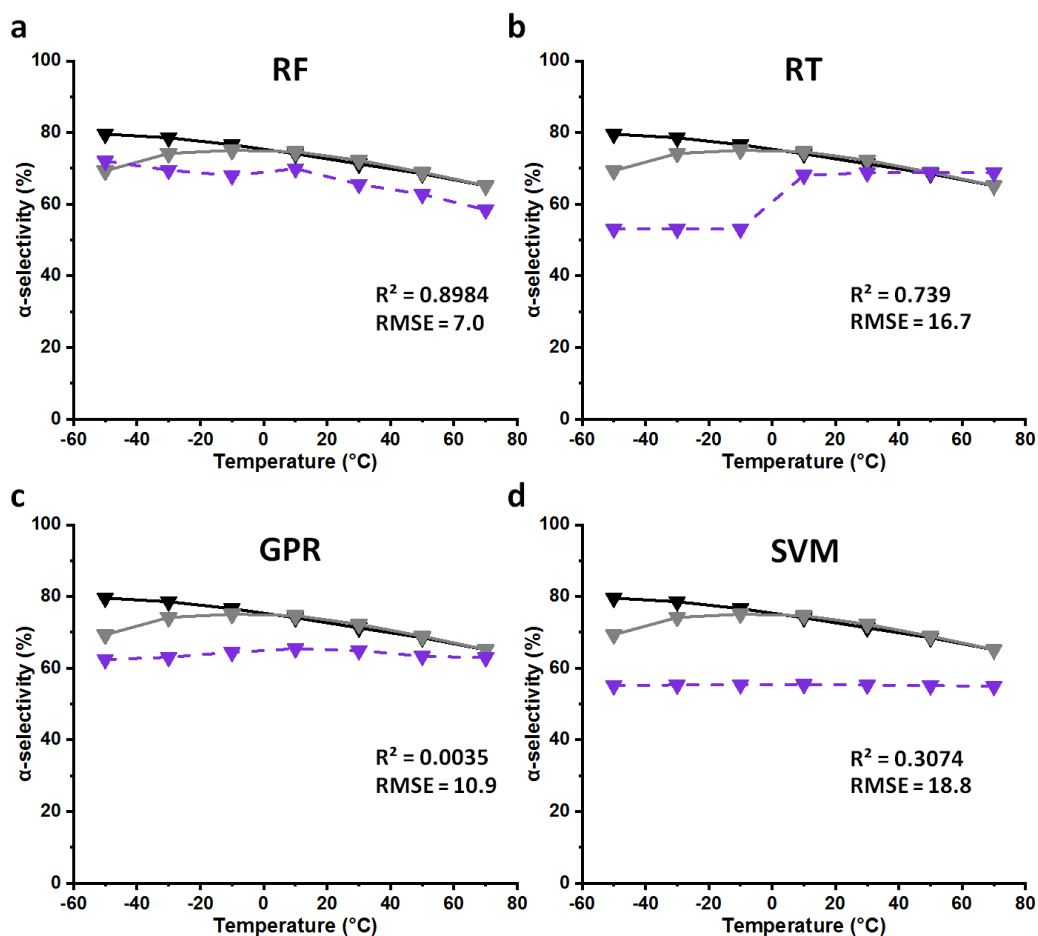 a
RF
100
80
60
40
20
0
α-selectivity (%)
R² = 0.8984
RMSE = 7.0
-60 -40 -20 0 20 40 60 80
Temperature (°C)
b
RT
100
80
60
40
20
0
α-selectivity (%)
R² = 0.739
RMSE = 16.7
-60 -40 -20 0 20 40 60 80
Temperature (°C)
c
GPR
100
80
60
40
20
0
α-selectivity (%)
R² = 0.0035
RMSE = 10.9
-60 -40 -20 0 20 40 60 80
Temperature (°C)
d
SVM
100
80
60
40
20
0
α-selectivity (%)
R² = 0.3074
RMSE = 18.8
-60 -40 -20 0 20 40 60 80
Temperature (°C)